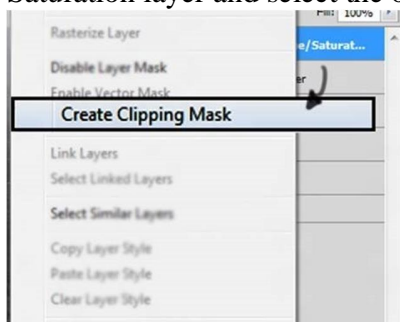 Saturation layer and select the
Fill: 100%
Rasterize Layer
e/Saturat...
Disable Layer Mask
er
Enable Vector Mask
Create Clipping Mask
Link Layers
Select Linked Layers
Select Similar Layers
Copy Layer Style
Paste Layer Style
Clear Layer Style